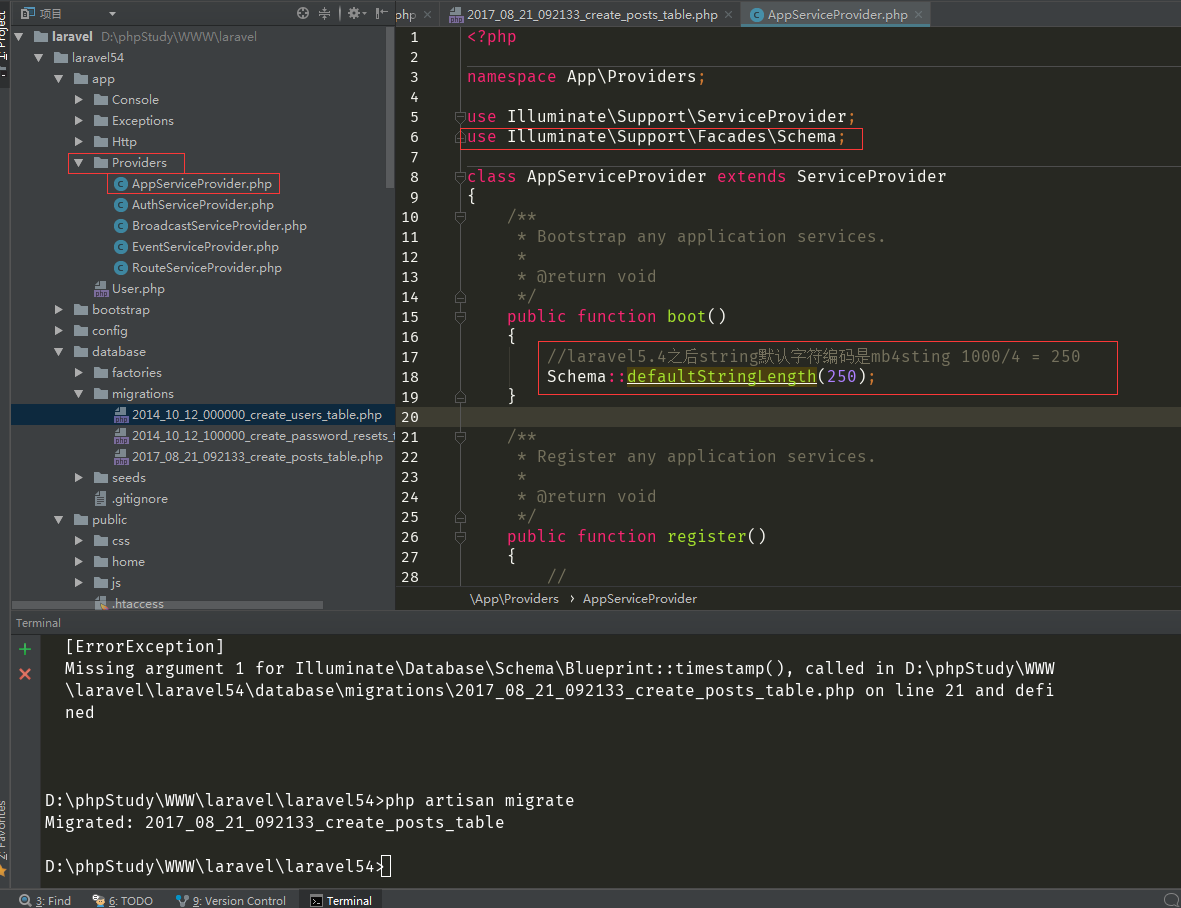 项目
php
2017_08_21_092133_create_posts_table.php
AppServiceProvider.php
1: Project
laravel D:\phpStudy\WWW\laravel
laravel54
app
Console
Exceptions
Http
Providers
AppServiceProvider.php
AuthServiceProvider.php
BroadcastServiceProvider.php
EventServiceProvider.php
RouteServiceProvider.php
User.php
bootstrap
config
database
factories
migrations
2014_10_12_000000_create_users_table.php
2014_10_12_100000_create_password_resets_t
2017_08_21_092133_create_posts_table.php
seeds
.gitignore
public
css
home
js
.htaccess
1 <?php
2
3 namespace App\Providers;
4
5 use Illuminate\Support\ServiceProvider;
6 use Illuminate\Support\Facades\Schema;
7
8 class AppServiceProvider extends ServiceProvider
9 {
10 /**
11 * Bootstrap any application services.
12 *
13 * @return void
14 */
15 public function boot()
16 {
17 //laravel5.4之后string默认字符编码是mb4sting 1000/4 = 250
18 Schema::defaultStringLength(250);
19 }
20
21 /**
22 * Register any application services.
23 *
24 * @return void
25 */
26 public function register()
27 {
28 //
\App\Providers › AppServiceProvider
Terminal
[ErrorException]
Missing argument 1 for Illuminate\Database\Schema\Blueprint::timestamp(), called in D:\phpStudy\WWW
\laravel\laravel54\database\migrations\2017_08_21_092133_create_posts_table.php on line 21 and defi
ned
D:\phpStudy\WWW\laravel\laravel54>php artisan migrate
Migrated: 2017_08_21_092133_create_posts_table
D:\phpStudy\WWW\laravel\laravel54>
2: Favorites
3: Find
6: TODO
9: Version Control
Terminal